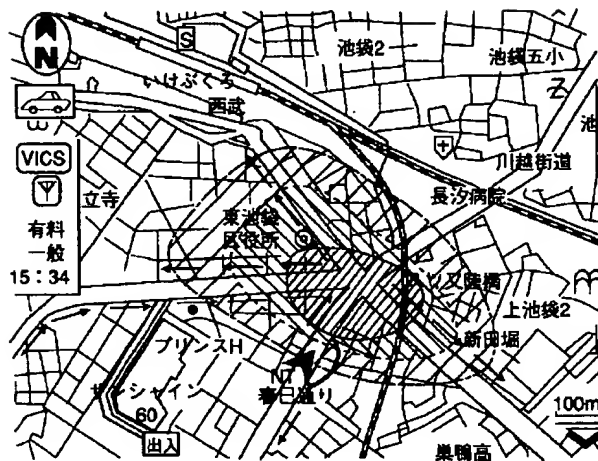 N
S
池袋2
池袋五小
いけぶくろ
西武
池
VICS
川越街道
立寺
長汐病院
東池袋
区役所
有料
一般
15:34
又陸橋
上池袋2
新田堀
プリンスH
春日通り
サンシャイン
60
100m
出入
巣鴨高